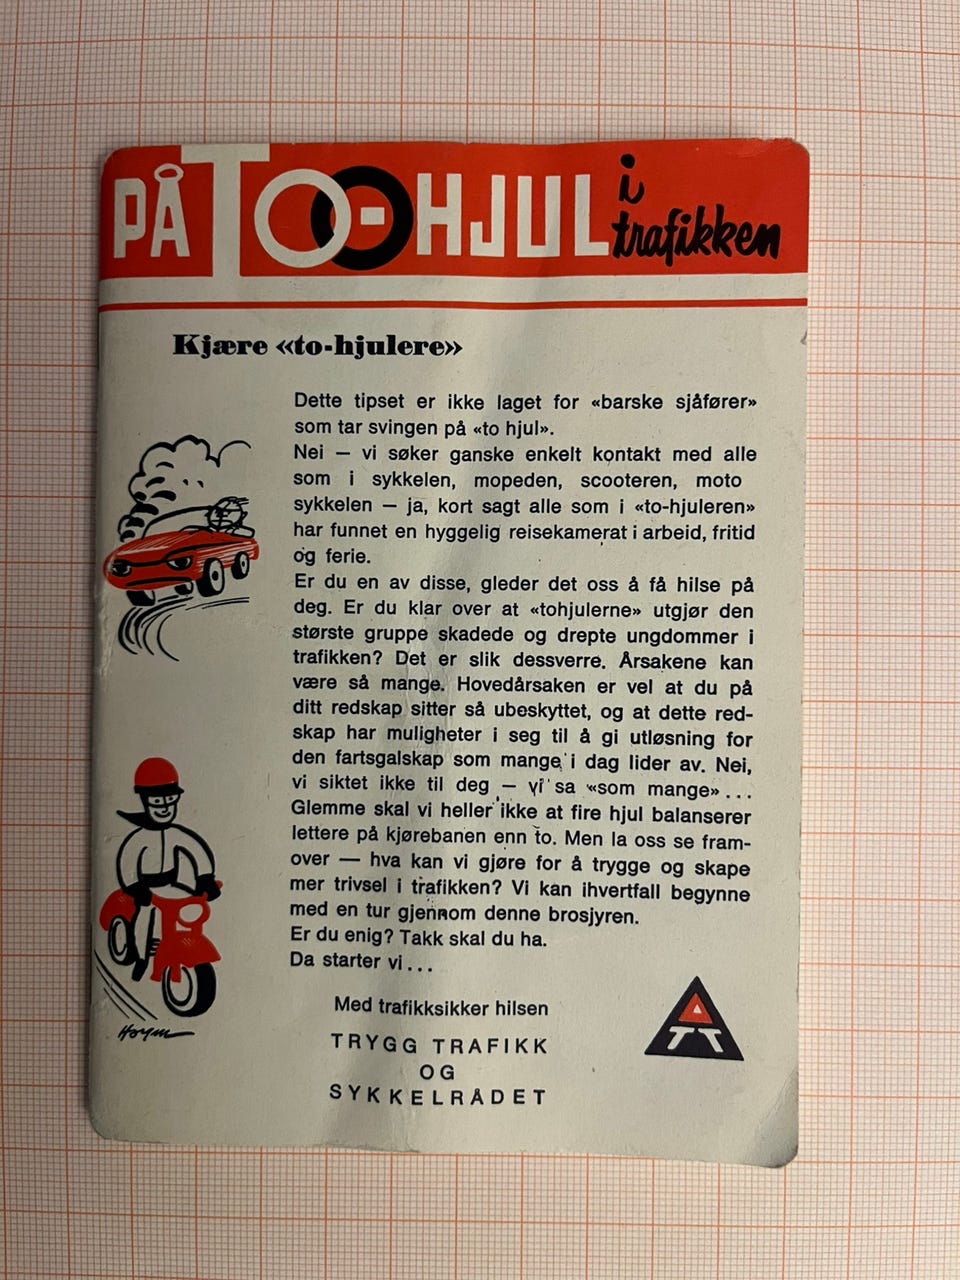 PÅ TO-HJUL i trafikken
Kjære «to-hjulere»
Dette tipset er ikke laget for «barske sjåfører»
som tar svingen på «to hjul».
Nei — vi søker ganske enkelt kontakt med alle
som i sykkelen, mopeden, scooteren, moto
sykkelen — ja, kort sagt alle som i «to-hjuleren»
har funnet en hyggelig reisekamerat i arbeid, fritid
og ferie.
Er du en av disse, gleder det oss å få hilse på
deg. Er du klar over at «tohjulerne» utgjør den
største gruppe skadede og drepte ungdommer i
trafikken? Det er slik dessverre. Årsakene kan
være så mange. Hovedårsaken er vel at du på
ditt redskap sitter så ubeskyttet, og at dette red-
skap har muligheter i seg til å gi utløsning for
den fartsgalskap som mange i dag lider av. Nei,
vi siktet ikke til deg — vi sa «som mange»...
Glemme skal vi heller ikke at fire hjul balanserer
lettere på kjørebanen enn to. Men la oss se fram-
over — hva kan vi gjøre for å trygge og skape
mer trivsel i trafikken? Vi kan ihvertfall begynne
med en tur gjennom denne brosjyren.
Er du enig? Takk skal du ha.
Da starter vi...
Med trafikksikker hilsen
TRYGG TRAFIKK
OG
SYKKELRÅDET
TT